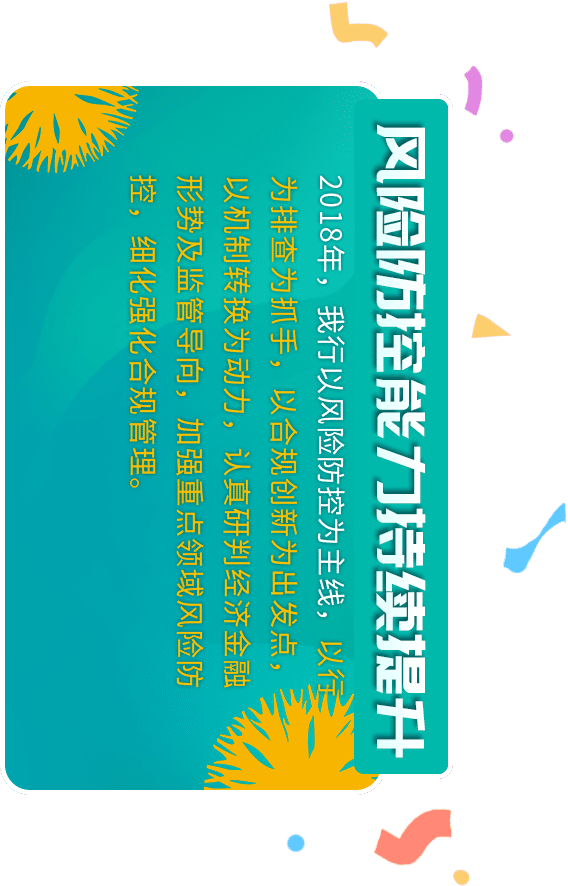 风险防控能力持续提升
2018年，我行以风险防控为主线，以行
为排查为抓手，以合规创新为出发点，
以机制转换为动力，认真研判经济金融
形势及监管导向，加强重点领域风险防
控，细化强化合规管理。